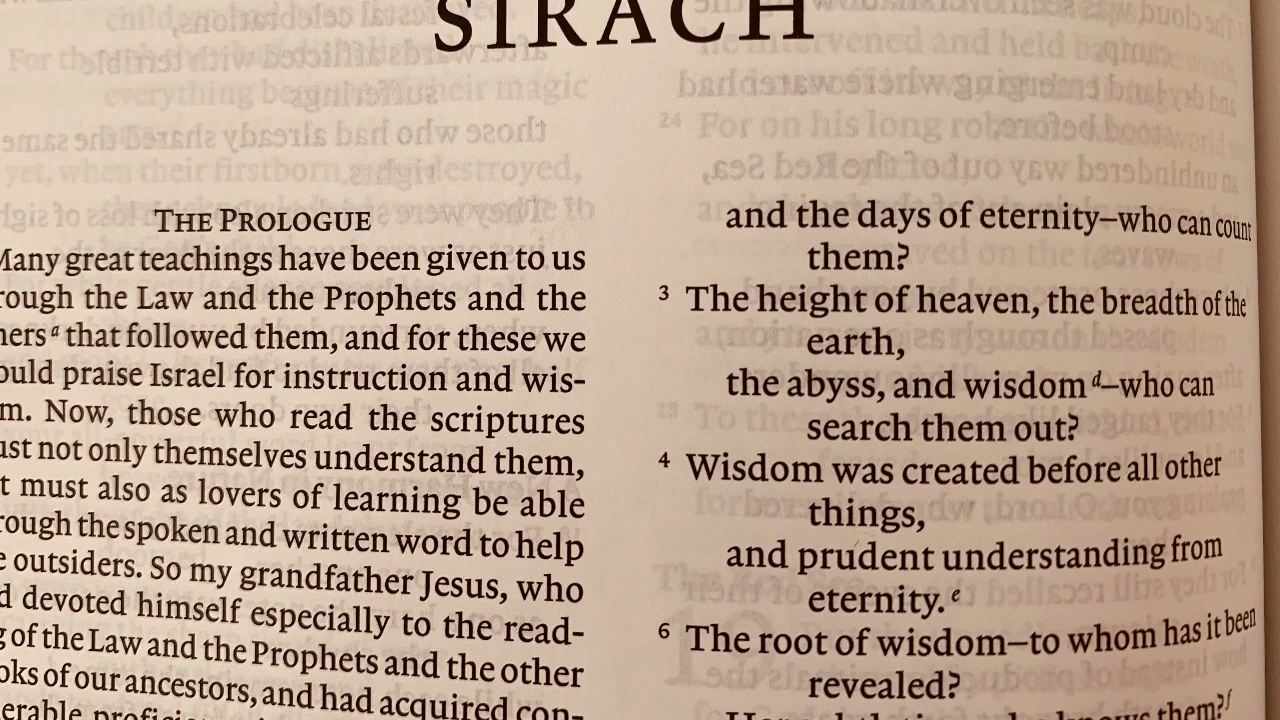 SIRACH
THE PROLOGUE
Many great teachings have been given to us
rough the Law and the Prophets and the
hers a that followed them, and for these we
ould praise Israel for instruction and wis-
m. Now, those who read the scriptures
ust not only themselves understand them,
t must also as lovers of learning be able
rough the spoken and written word to help
e outsiders. So my grandfather Jesus, who
d devoted himself especially to the read-
g of the Law and the Prophets and the other
oks of our ancestors, and had acquired con-
and the days of eternity—who can count
them?
3 The height of heaven, the breadth of the
earth,
the abyss, and wisdom d—who can
search them out?
4 Wisdom was created before all other
things,
and prudent understanding from
eternity. e
6 The root of wisdom—to whom has it been
revealed?
them? f